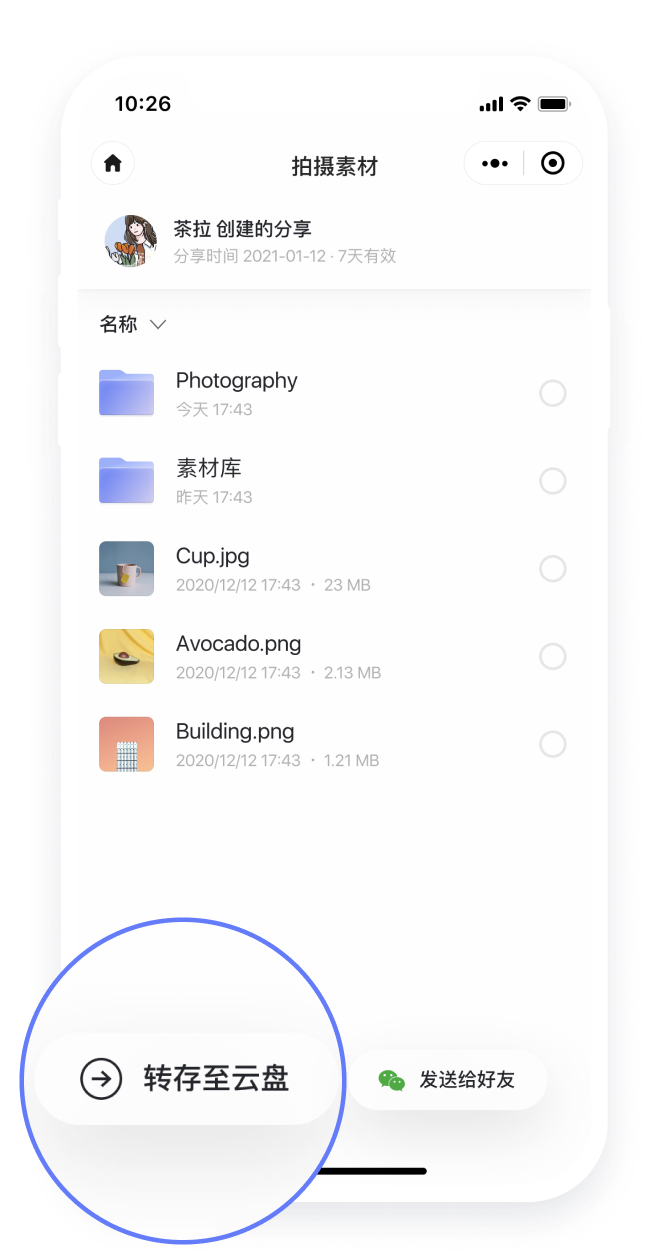 10:26
拍摄素材
茶拉 创建的分享
分享时间 2021-01-12 · 7天有效
名称
Photography
今天 17:43
素材库
昨天 17:43
Cup.jpg
2020/12/12 17:43 · 23 MB
Avocado.png
2020/12/12 17:43 · 2.13 MB
Building.png
2020/12/12 17:43 · 1.21 MB
转存至云盘
发送给好友